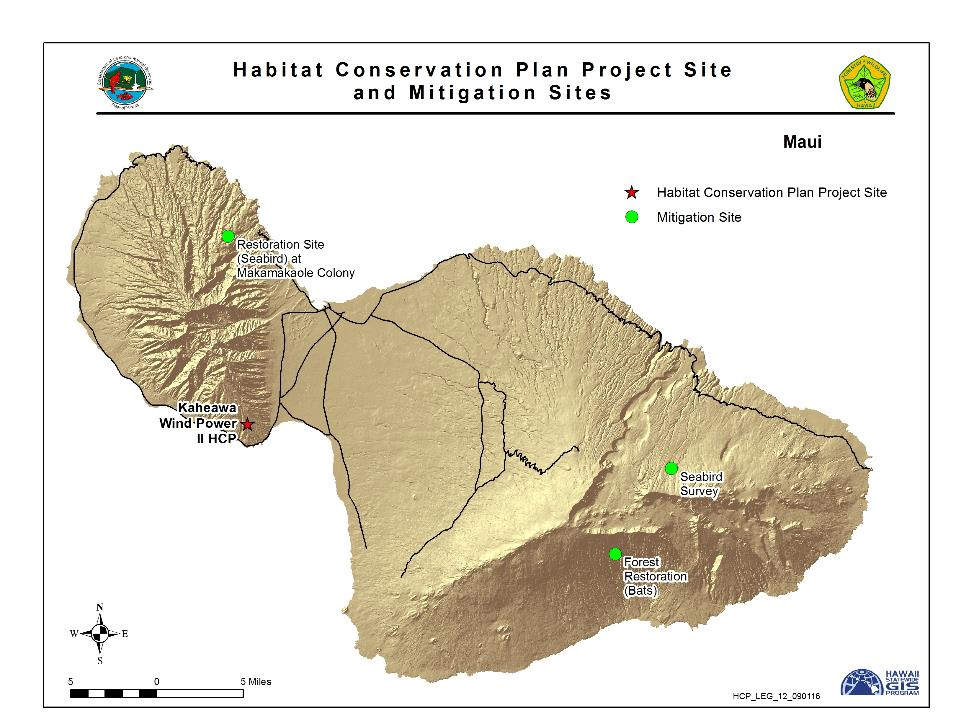 Habitat Conservation Plan Project Site
and Mitigation Sites
Maui
Habitat Conservation Plan Project Site
Mitigation Site
Restoration Site
(Seabird) at
Makamakaole Colony
Kaheawa
Wind Power
II HCP
Seabird
Survey
Forest
Restoration
(Bats)
N
W E
S
5 0 5 Miles
HCP_LEG_12_090116
HAWAII
STATEWIDE
GIS
PROGRAM